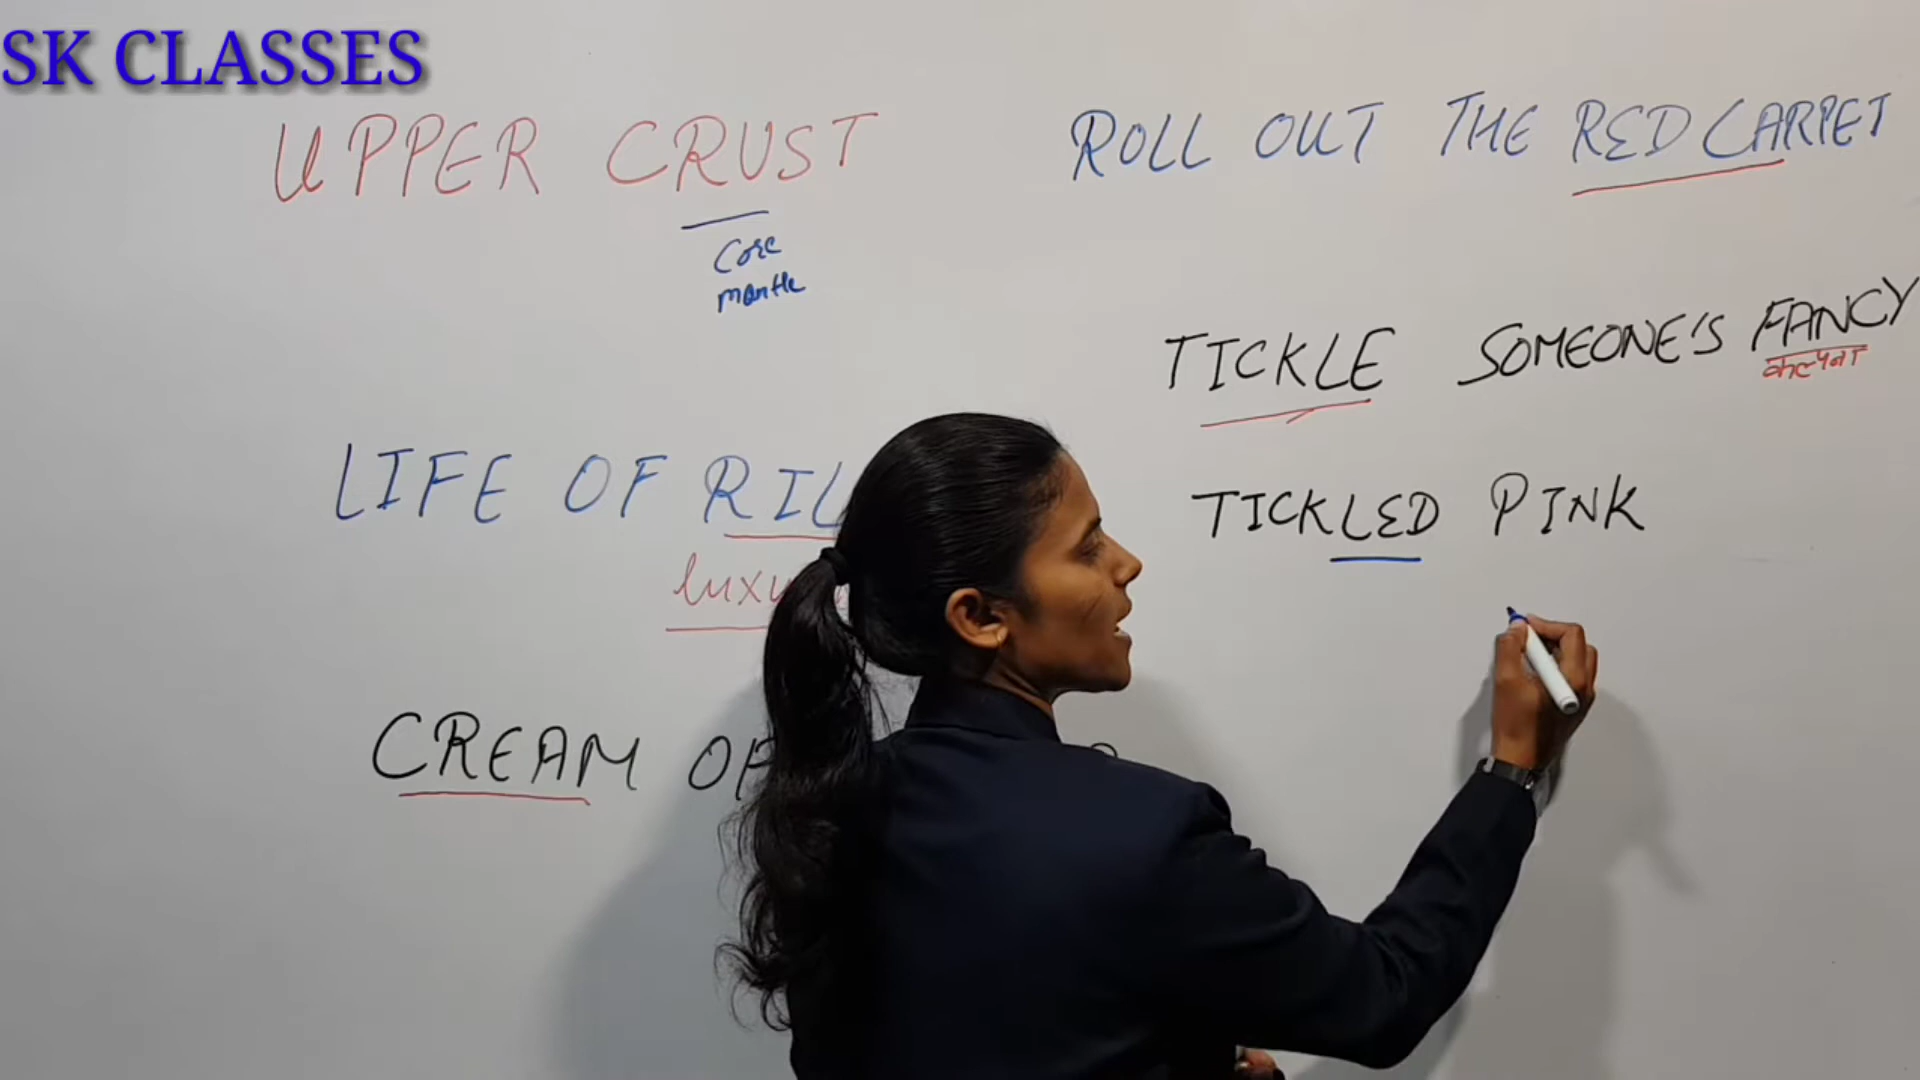 SK CLASSES
UPPER CRUST
Core
mantle
LIFE OF RIL
luxu
CREAM OF
ROLL OUT THE RED CARPET
TICKLE SOMEONE'S FANCY
कल्पना
TICKLED PINK